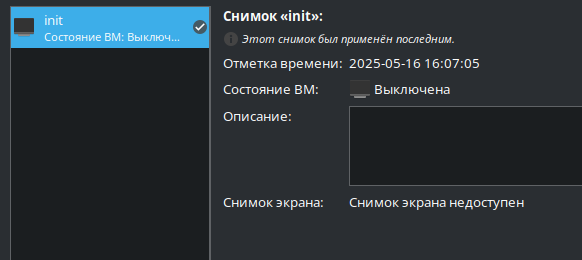 init
Состояние ВМ: Выключ...
Снимок «init»:
Этот снимок был применён последним.
Отметка времени: 2025-05-16 16:07:05
Состояние ВМ: Выключена
Описание:
Снимок экрана: Снимок экрана недоступен